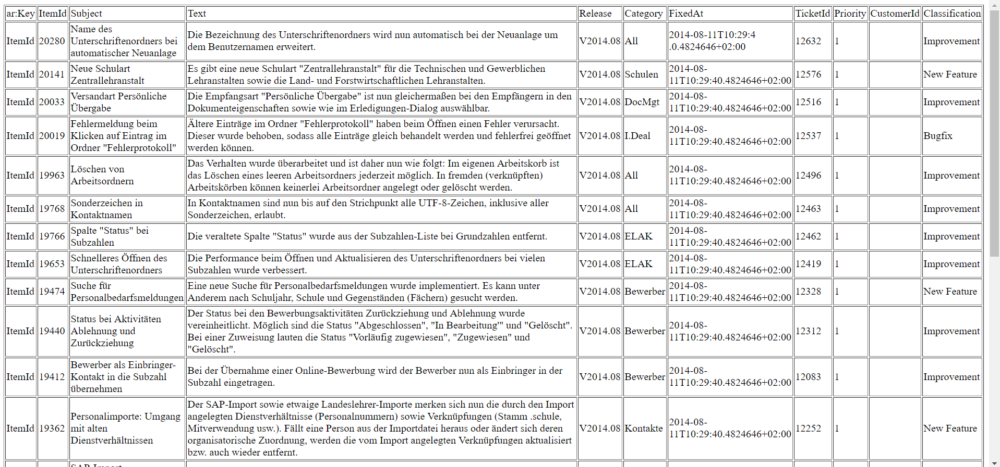 ar:Key ItemId Subject Text Release Category FixedAt TicketId Priority CustomerId Classification
Name des
Unterschriftenordners bei
automatischer Neuanlage
ItemId 20280
Die Bezeichnung des Unterschriftenordners wird nun automatisch bei der Neuanlage um
dem Benutzernamen erweitert.
V2014.08 All
2014-08-11T10:29:4
.0.4824646+02:00
12632 1 Improvement
ItemId 20141
Neue Schulart
Zentrallehranstalt
Es gibt eine neue Schulart "Zentrallehranstalt" für die Technischen und Gewerblichen
Lehranstalten sowie die Land- und Forstwirtschaftlichen Lehranstalten.
V2014.08 Schulen
2014-08-
11T10:29:40.4824646+02:00
12576 1 New Feature
ItemId 20033
Versandart Persönliche
Übergabe
Die Empfangsart "Persönliche Übergabe" ist nun gleichermaßen bei den Empfängern in den
Dokumenteigenschaften sowie wie im Erledigungen-Dialog auswählbar.
V2014.08 DocMgt
2014-08-
11T10:29:40.4824646+02:00
12516 1 Improvement
ItemId 20019
Fehlermeldung beim
Klicken auf Eintrag im
Ordner "Fehlerprotokoll"
Ältere Einträge im Ordner "Fehlerprotokoll" haben beim Öffnen einen Fehler verursacht.
Dieser wurde behoben, sodass alle Einträge gleich behandelt werden und fehlerfrei geöffnet
werden können.
V2014.08 I.Deal
2014-08-
11T10:29:40.4824646+02:00
12537 1 Bugfix
ItemId 19963
Löschen von
Arbeitsordnern
Das Verhalten wurde überarbeitet und ist daher nun wie folgt: Im eigenen Arbeitskorb ist
das Löschen eines leeren Arbeitsordners jederzeit möglich. In fremden (verknüpften)
Arbeitskörben können keinerlei Arbeitsordner angelegt oder gelöscht werden.
V2014.08 All
2014-08-
11T10:29:40.4824646+02:00
12496 1 Improvement
ItemId 19768
Sonderzeichen in
Kontaktnamen
In Kontaktnamen sind nun bis auf den Strichpunkt alle UTF-8-Zeichen, inklusive aller
Sonderzeichen, erlaubt.
V2014.08 All
2014-08-
11T10:29:40.4824646+02:00
12463 1 Improvement
ItemId 19766
Spalte "Status" bei
Subzahlen
Die veraltete Spalte "Status" wurde aus der Subzahlen-Liste bei Grundzahlen entfernt.
V2014.08 ELAK
2014-08-
11T10:29:40.4824646+02:00
12462 1 Improvement
ItemId 19653
Schnelleres Öffnen des
Unterschriftenordners
Die Performance beim Öffnen und Aktualisieren des Unterschriftenordners bei vielen
Subzahlen wurde verbessert.
V2014.08 ELAK
2014-08-
11T10:29:40.4824646+02:00
12419 1 Improvement
ItemId 19474
Suche für
Personalbedarfsmeldungen
Eine neue Suche für Personalbedarfsmeldungen wurde implementiert. Es kann unter
Anderem nach Schuljahr, Schule und Gegenständen (Fächern) gesucht werden.
V2014.08 Bewerber
2014-08-
11T10:29:40.4824646+02:00
12328 1 New Feature
ItemId 19440
Status bei Aktivitäten
Ablehnung und
Zurückziehung
Der Status bei den Bewerbungsaktivitäten Zurückziehung und Ablehnung wurde
vereinheitlicht. Möglich sind die Status "Abgeschlossen", "In Bearbeitung'" und "Gelöscht".
Bei einer Zuweisung lauten die Status "Vorläufig zugewiesen", "Zugewiesen" und
"Gelöscht".
V2014.08 Bewerber
2014-08-
11T10:29:40.4824646+02:00
12312 1 Improvement
ItemId 19412
Bewerber als Einbringer-
Kontakt in die Subzahl
übernehmen
Bei der Übernahme einer Online-Bewerbung wird der Bewerber nun als Einbringer in der
Subzahl eingetragen.
V2014.08 Bewerber
2014-08-
11T10:29:40.4824646+02:00
12083 1 Improvement
ItemId 19362
Personalimporte: Umgang
mit alten
Dienstverhältnissen
Der SAP-Import sowie etwaige Landeslehrer-Importe merken sich nun die durch den Import
angelegten Dienstverhältnisse (Personalnummern) sowie Verknüpfungen (Stamm .schule,
Mitverwendung usw.). Fällt eine Person aus der Importdatei heraus oder ändert sich deren
organisatorische Zuordnung, werden die vom Import angelegten Verknüpfungen aktualisiert
bzw. auch wieder entfernt.
V2014.08 Kontakte
2014-08-
11T10:29:40.4824646+02:00
12252 1 New Feature